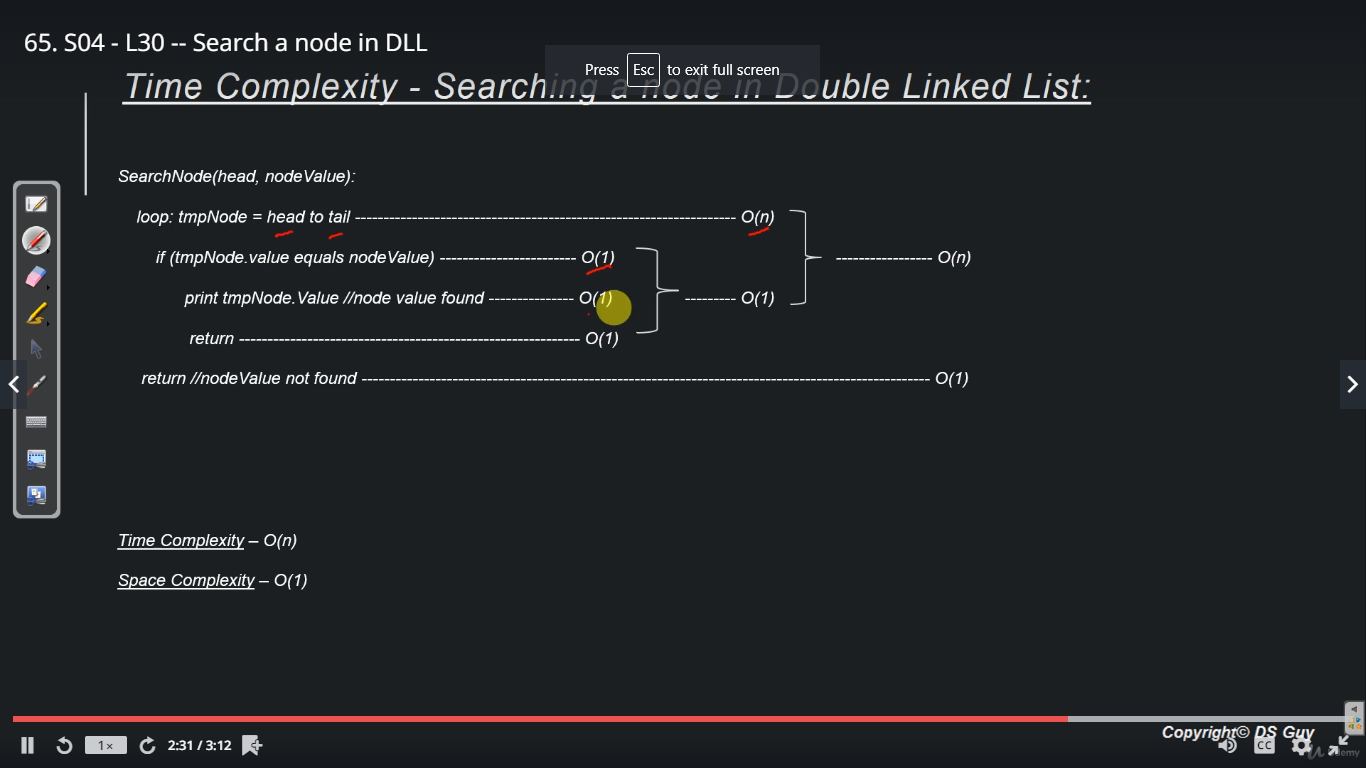 65. S04 - L30 -- Search a node in DLL
Press Esc to exit full screen
Time Complexity - Searching a node in Double Linked List:
SearchNode(head, nodeValue):
loop: tmpNode = head to tail ------------------------------------------------------------------- O(n)
if (tmpNode.value equals nodeValue) ------------------------ O(1) ----------------- O(n)
print tmpNode.Value //node value found --------------- O(1) --------- O(1)
return ------------------------------------------------------------ O(1)
return //nodeValue not found ---------------------------------------------------------------------------------------------------- O(1)
Time Complexity – O(n)
Space Complexity – O(1)
Copyright© DS Guy
1×
2:31 / 3:12
CC
udemy